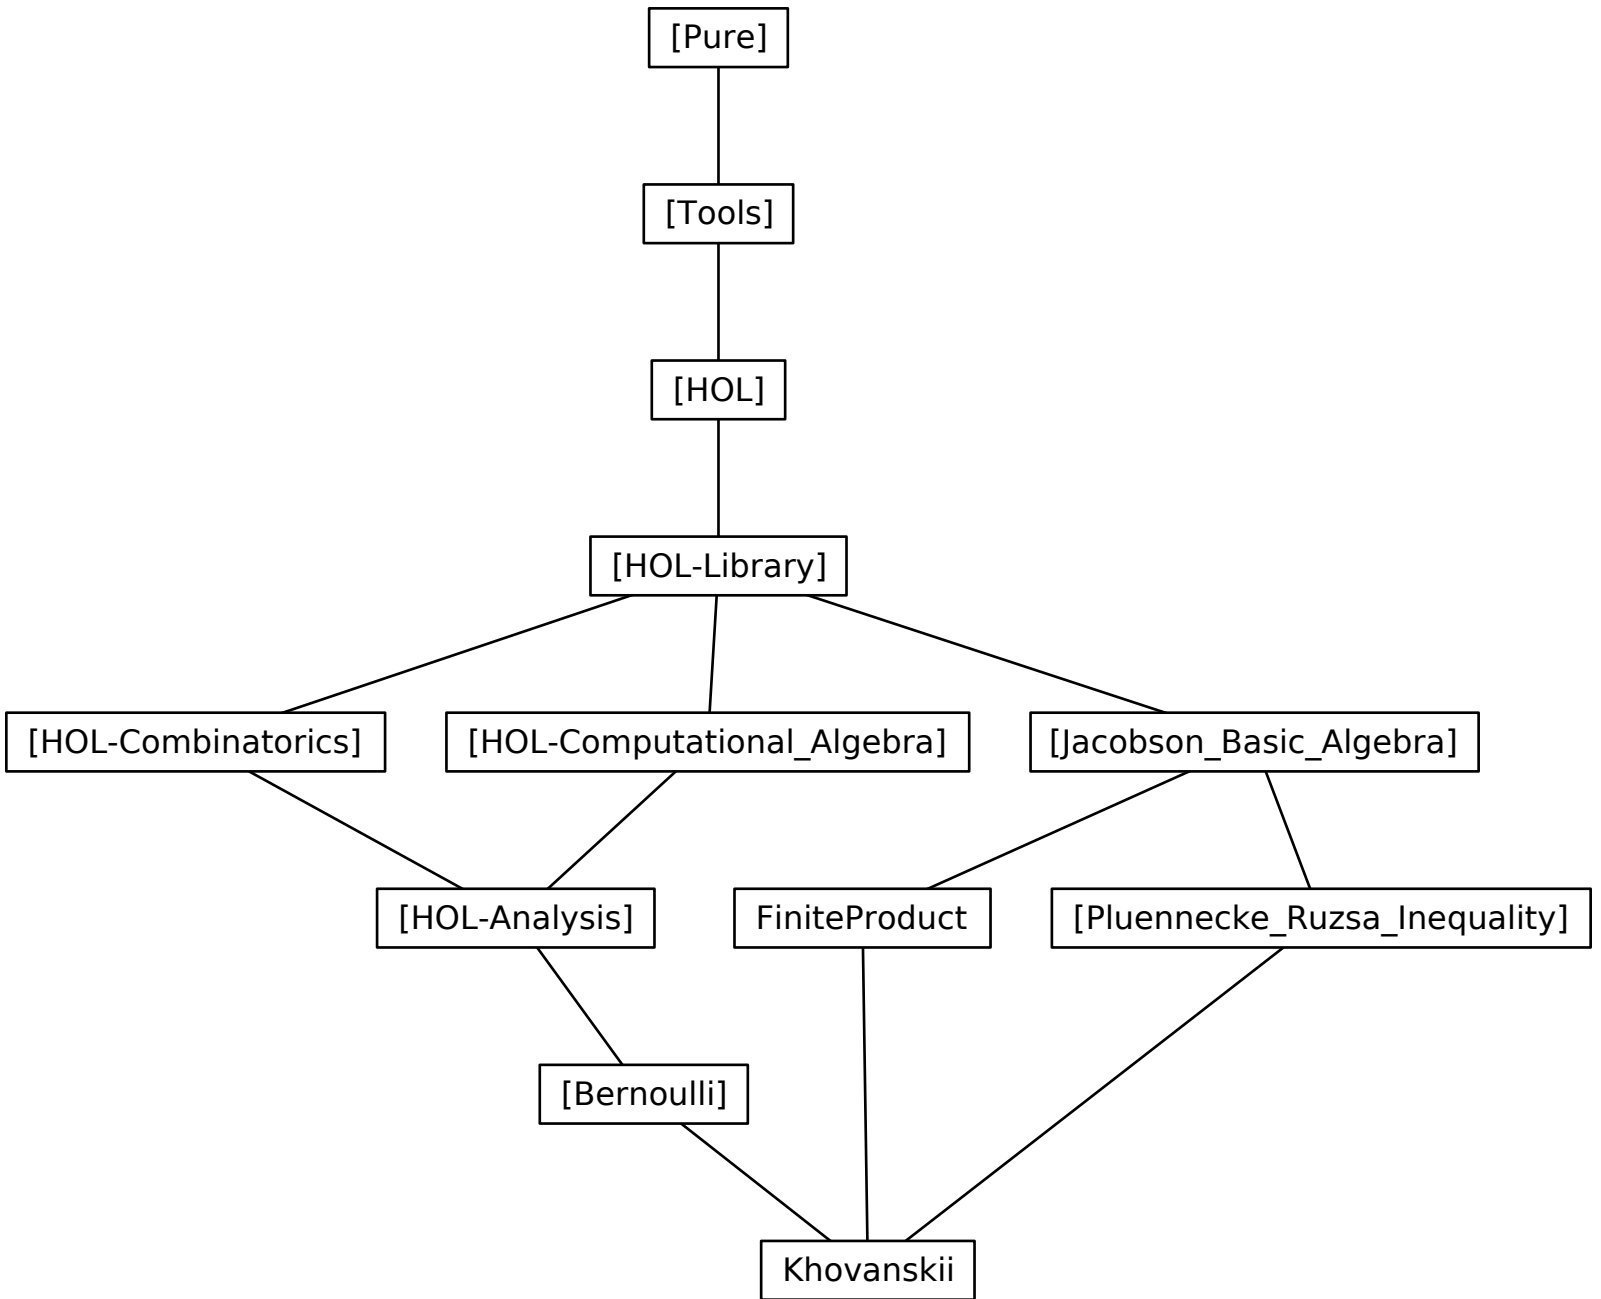 [Pure]
[Tools]
[HOL]
[HOL-Library]
[HOL-Combinatorics]
[HOL-Computational_Algebra]
[Jacobson_Basic_Algebra]
[HOL-Analysis]
FiniteProduct
[Pluennecke_Ruzsa_Inequality]
[Bernoulli]
Khovanskii